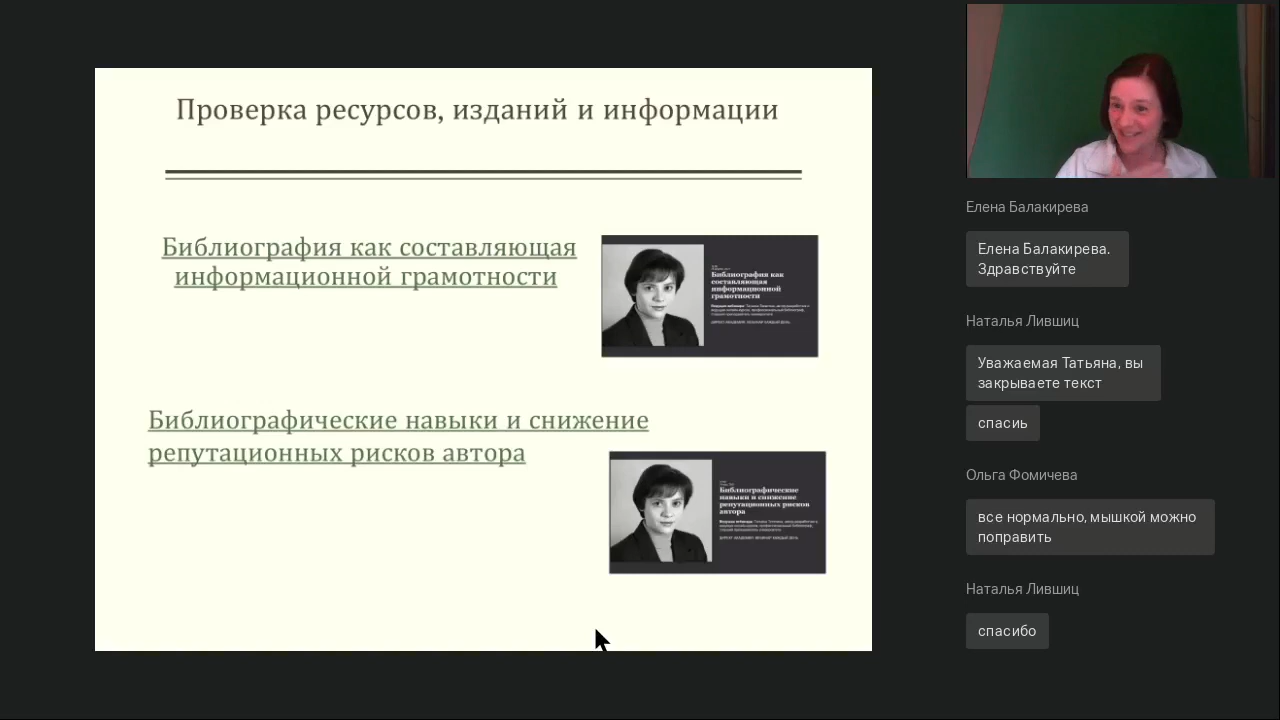 Проверка ресурсов, изданий и информации
Библиография как составляющая
информационной грамотности
Библиография как
составляющая
информационной
грамотности
Библиографические навыки и снижение
репутационных рисков автора
Библиографические
навыки и снижение
репутационных рисков
автора
Елена Балакирева
Елена Балакирева.
Здравствуйте
Наталья Лившиц
Уважаемая Татьяна, вы
закрываете текст
спасиь
Ольга Фомичева
все нормально, мышкой можно
поправить
Наталья Лившиц
спасибо